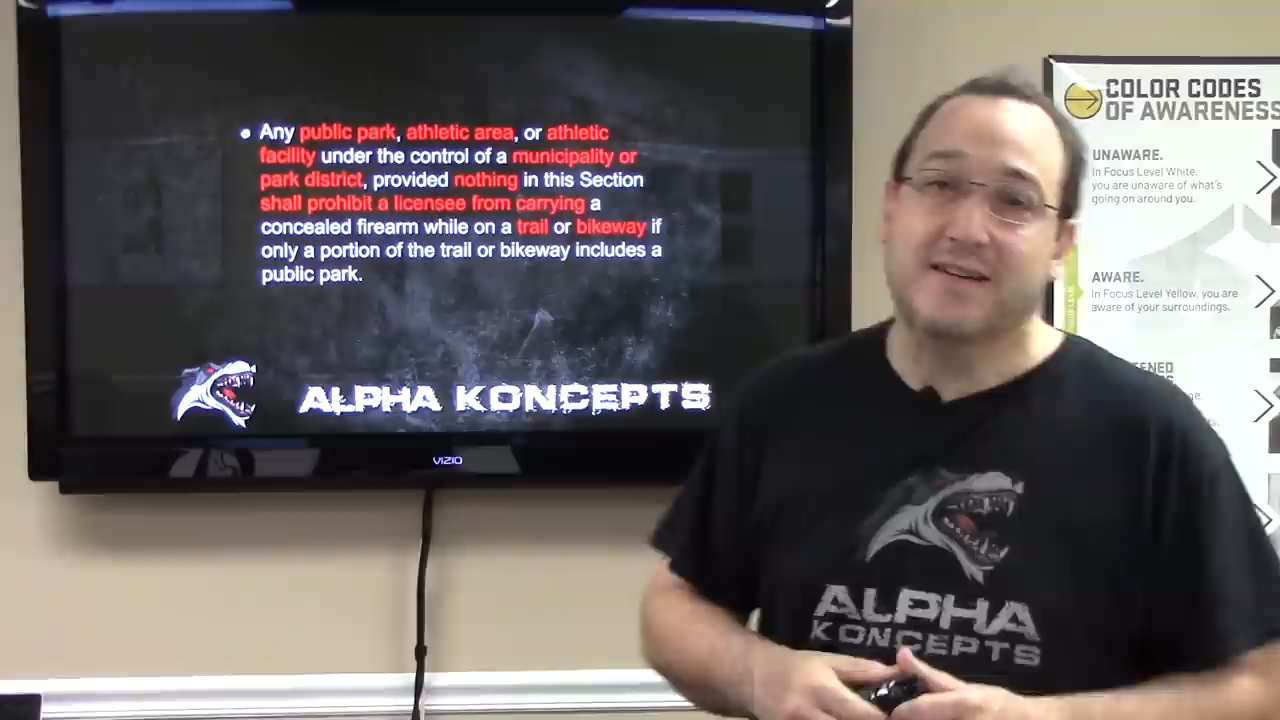 ● Any public park, athletic area, or athletic
facility under the control of a municipality or
park district, provided nothing in this Section
shall prohibit a licensee from carrying a
concealed firearm while on a trail or bikeway if
only a portion of the trail or bikeway includes a
public park.
ALPHA KONCEPTS
VIZIO
COLOR CODES
OF AWARENESS
UNAWARE.
In Focus Level White,
you are unaware of what's
going on around you.
AWARE.
In Focus Level Yellow, you are
aware of your surroundings.
ALPHA
KONCEPTS